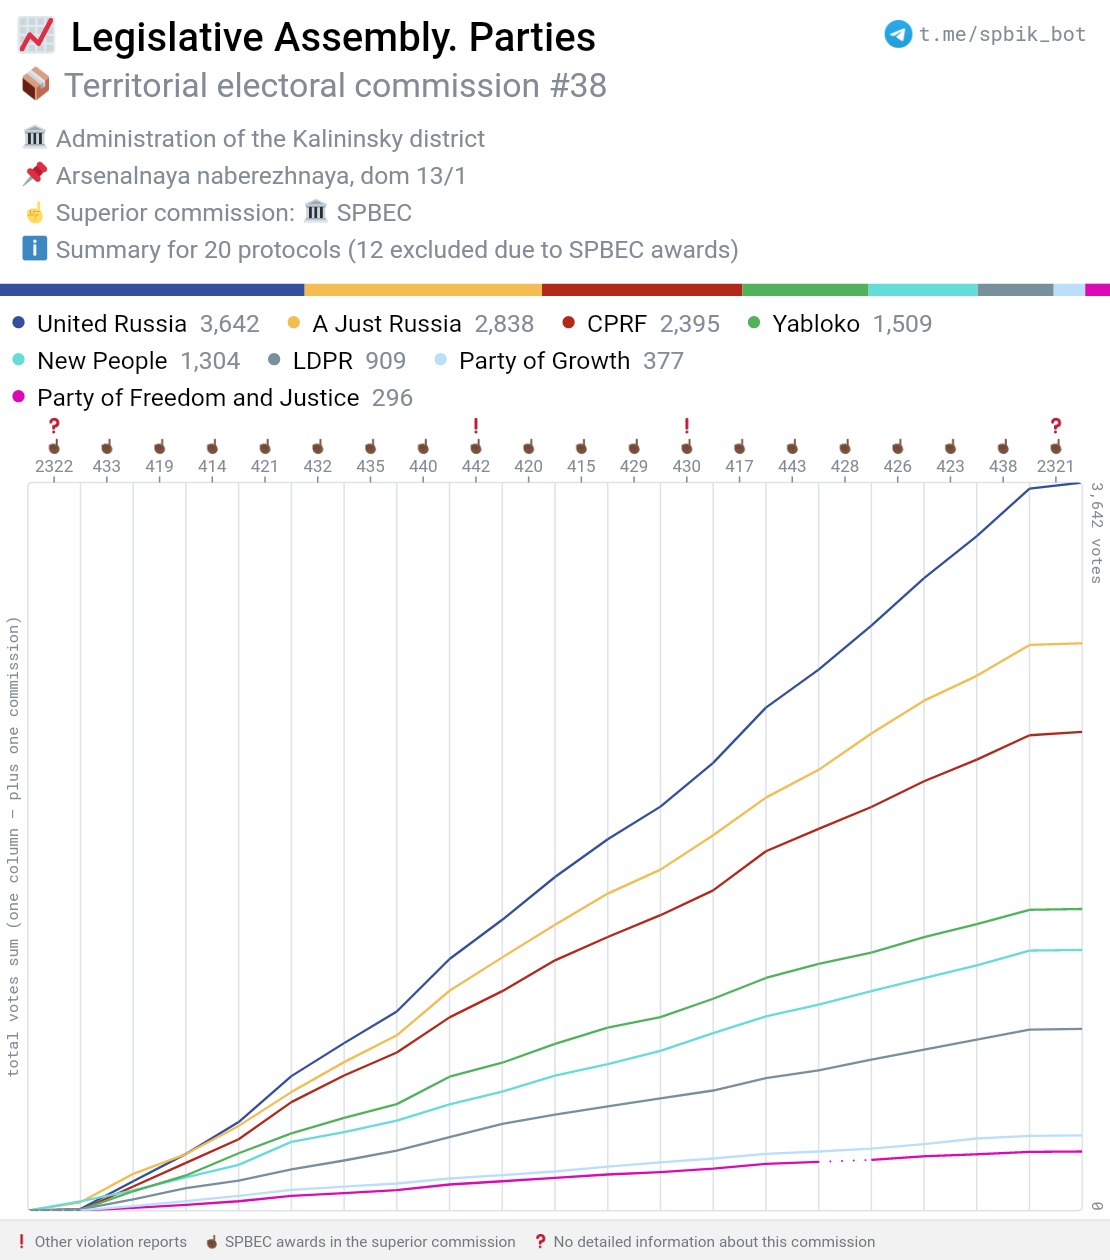 Legislative Assembly. Parties
t.me/spbik_bot
Territorial electoral commission #38
Administration of the Kalininsky district
Arsenalnaya naberezhnaya, dom 13/1
Superior commission: SPBEC
Summary for 20 protocols (12 excluded due to SPBEC awards)
United Russia 3,642 A Just Russia 2,838 CPRF 2,395 Yabloko 1,509
New People 1,304 LDPR 909 Party of Growth 377
Party of Freedom and Justice 296
? ! ! ?
2322 433 419 414 421 432 435 440 442 420 415 429 430 417 443 428 426 423 438 2321
3,642 votes
total votes sum (one column – plus one commission)
0
! Other violation reports SPBEC awards in the superior commission ? No detailed information about this commission